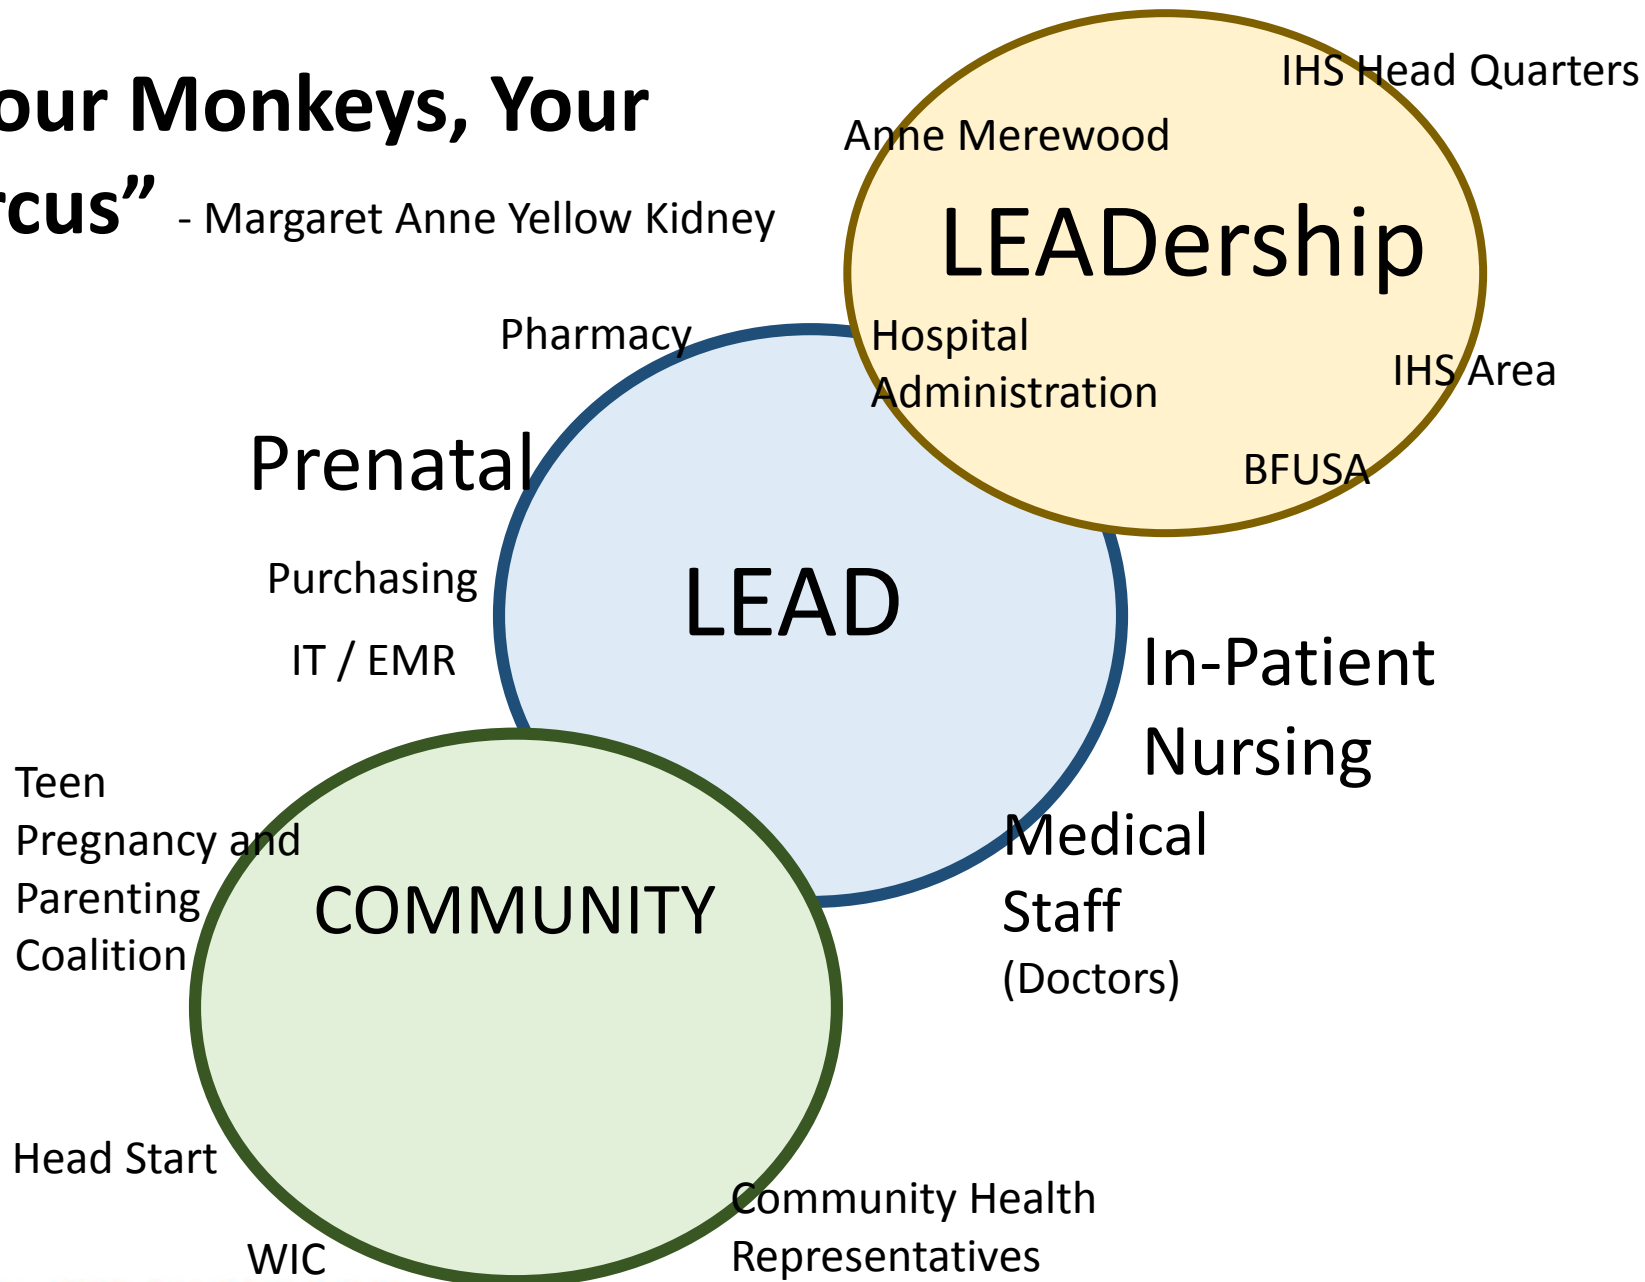 our Monkeys, Your
rcus” - Margaret Anne Yellow Kidney
IHS Head Quarters
Anne Merewood
LEADership
Hospital
Administration
IHS Area
BFUSA
Pharmacy
Prenatal
Purchasing
IT / EMR
LEAD
In-Patient
Nursing
Medical
Staff
(Doctors)
Teen
Pregnancy and
Parenting
Coalition
COMMUNITY
Head Start
WIC
Community Health
Representatives